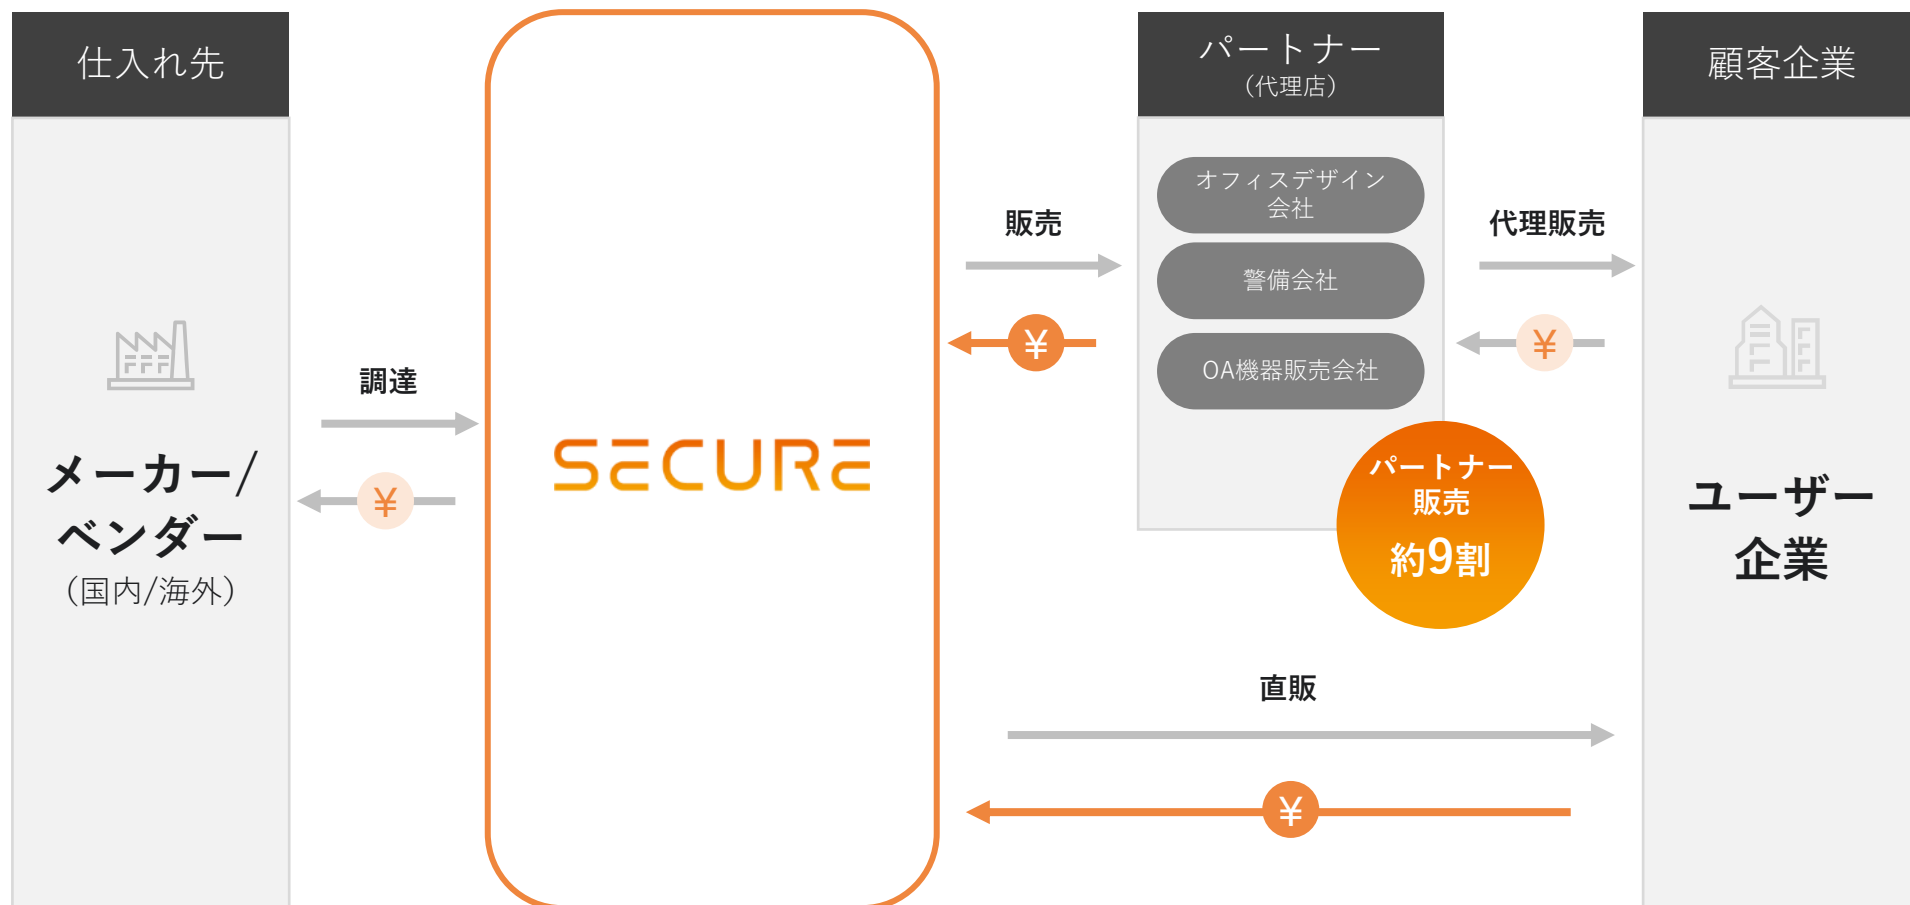 仕入れ先
メーカー/
ベンダー
（国内/海外）
調達
¥
SECURE
販売
¥
パートナー
（代理店）
オフィスデザイン
会社
警備会社
OA機器販売会社
パートナー
販売
約9割
代理販売
¥
直販
¥
顧客企業
ユーザー
企業